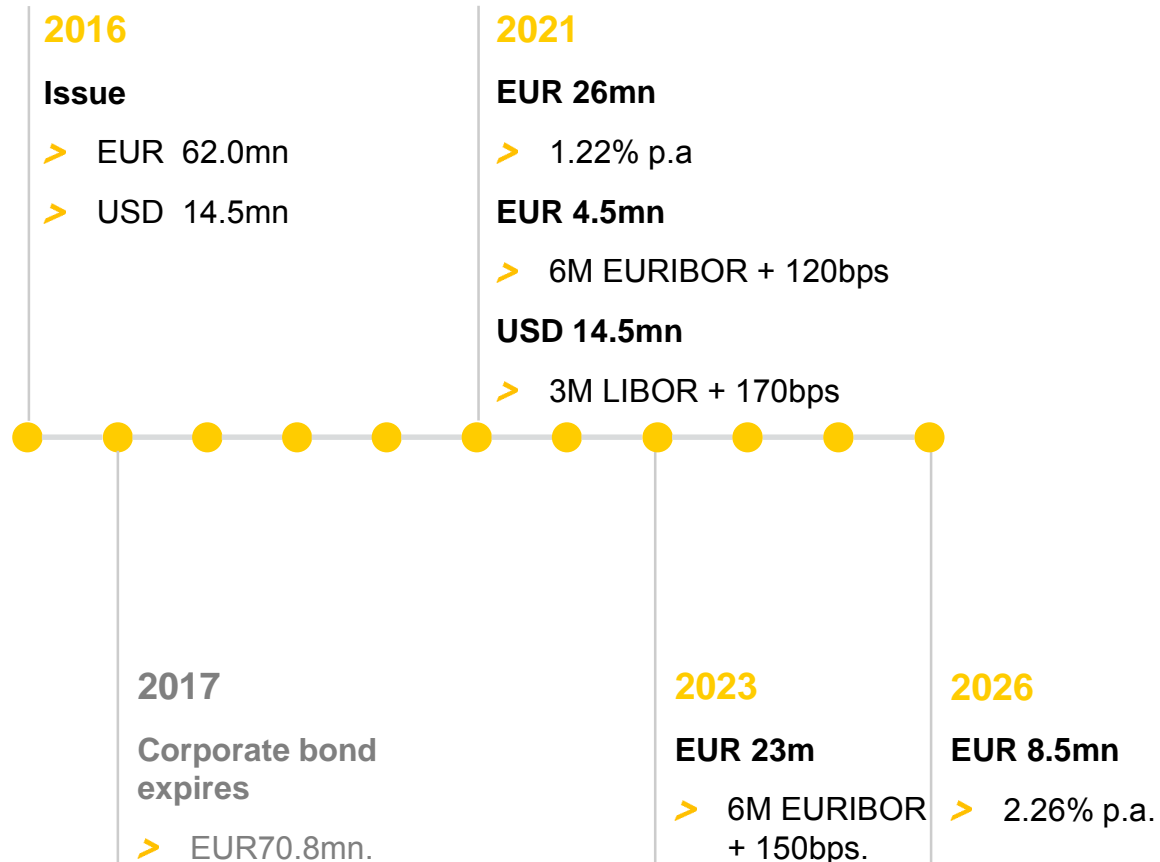 2016
Issue
> EUR 62.0mn
> USD 14.5mn
2021
EUR 26mn
> 1.22% p.a
EUR 4.5mn
> 6M EURIBOR + 120bps
USD 14.5mn
> 3M LIBOR + 170bps
2017
Corporate bond
expires
> EUR70.8mn.
2023
EUR 23m
> 6M EURIBOR
+ 150bps.
2026
EUR 8.5mn
> 2.26% p.a.